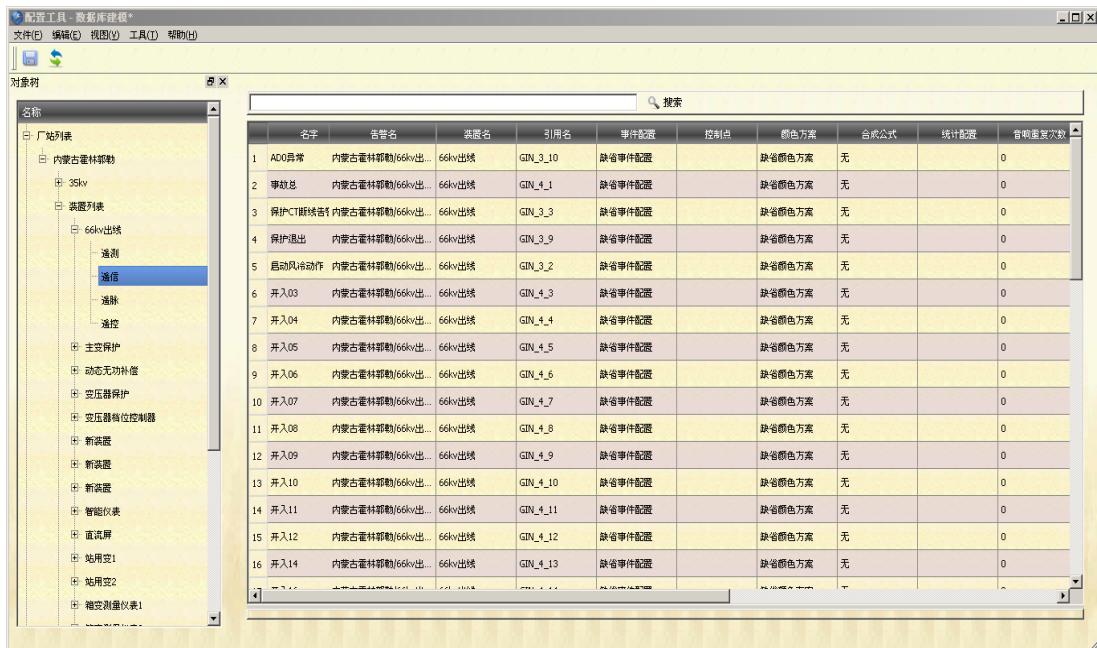 配置工具 - 数据库建模*
文件(F) 编辑(E) 视图(V) 工具(T) 帮助(H)
对象树
名称
厂站列表
内蒙古霍林郭勒
35kv
装置列表
66kv出线
遥测
遥信
遥脉
遥控
主变保护
动态无功补偿
变压器保护
变压器档位控制器
新装置
新装置
新装置
智能仪表
直流屏
站用变1
站用变2
箱变测量仪表1
搜索
名字 告警名 装置名 引用名 事件配置 控制点 颜色方案 合成公式 统计配置 音响重复次数
1 ADO异常 内蒙古霍林郭勒/66kv出... 66kv出线 GIN_3_10 缺省事件配置 缺省颜色方案 无 0
2 事故总 内蒙古霍林郭勒/66kv出... 66kv出线 GIN_4_1 缺省事件配置 缺省颜色方案 无 0
3 保护CT断线告 内蒙古霍林郭勒/66kv出... 66kv出线 GIN_3_3 缺省事件配置 缺省颜色方案 无 0
4 保护退出 内蒙古霍林郭勒/66kv出... 66kv出线 GIN_3_9 缺省事件配置 缺省颜色方案 无 0
5 启动风冷动作 内蒙古霍林郭勒/66kv出... 66kv出线 GIN_3_2 缺省事件配置 缺省颜色方案 无 0
6 开入03 内蒙古霍林郭勒/66kv出... 66kv出线 GIN_4_3 缺省事件配置 缺省颜色方案 无 0
7 开入04 内蒙古霍林郭勒/66kv出... 66kv出线 GIN_4_4 缺省事件配置 缺省颜色方案 无 0
8 开入05 内蒙古霍林郭勒/66kv出... 66kv出线 GIN_4_5 缺省事件配置 缺省颜色方案 无 0
9 开入06 内蒙古霍林郭勒/66kv出... 66kv出线 GIN_4_6 缺省事件配置 缺省颜色方案 无 0
10 开入07 内蒙古霍林郭勒/66kv出... 66kv出线 GIN_4_7 缺省事件配置 缺省颜色方案 无 0
11 开入08 内蒙古霍林郭勒/66kv出... 66kv出线 GIN_4_8 缺省事件配置 缺省颜色方案 无 0
12 开入09 内蒙古霍林郭勒/66kv出... 66kv出线 GIN_4_9 缺省事件配置 缺省颜色方案 无 0
13 开入10 内蒙古霍林郭勒/66kv出... 66kv出线 GIN_4_10 缺省事件配置 缺省颜色方案 无 0
14 开入11 内蒙古霍林郭勒/66kv出... 66kv出线 GIN_4_11 缺省事件配置 缺省颜色方案 无 0
15 开入12 内蒙古霍林郭勒/66kv出... 66kv出线 GIN_4_12 缺省事件配置 缺省颜色方案 无 0
16 开入14 内蒙古霍林郭勒/66kv出... 66kv出线 GIN_4_13 缺省事件配置 缺省颜色方案 无 0